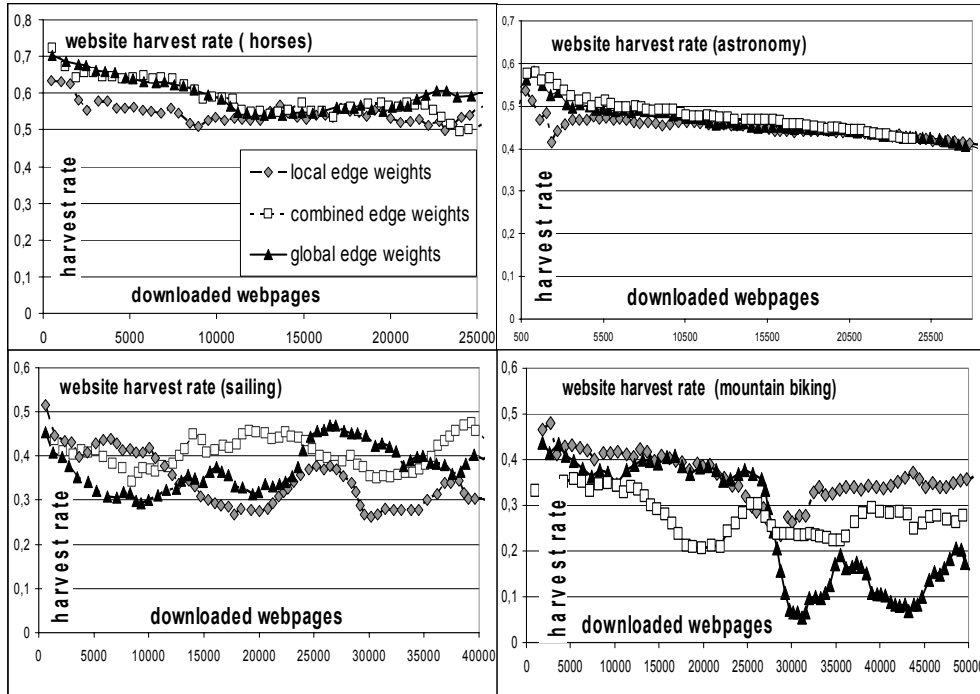 website harvest rate ( horses)
0,8
0,7
0,6
0,5
0,4
0,3
0,2
0,1
0
harvest rate
local edge weights
combined edge weights
global edge weights
downloaded webpages
0 5000 10000 15000 20000 25000
website harvest rate (astronomy)
0,7
0,6
0,5
0,4
0,3
0,2
0,1
0
harvest rate
downloaded webpages
500 5500 10500 15500 20500 25500
website harvest rate (sailing)
0,6
0,5
0,4
0,3
0,2
0,1
0
harvest rate
downloaded webpages
0 5000 10000 15000 20000 25000 30000 35000 40000
website harvest rate (mountain biking)
0,6
0,5
0,4
0,3
0,2
0,1
0
harvest rate
downloaded webpages
0 5000 10000 15000 20000 25000 30000 35000 40000 45000 50000